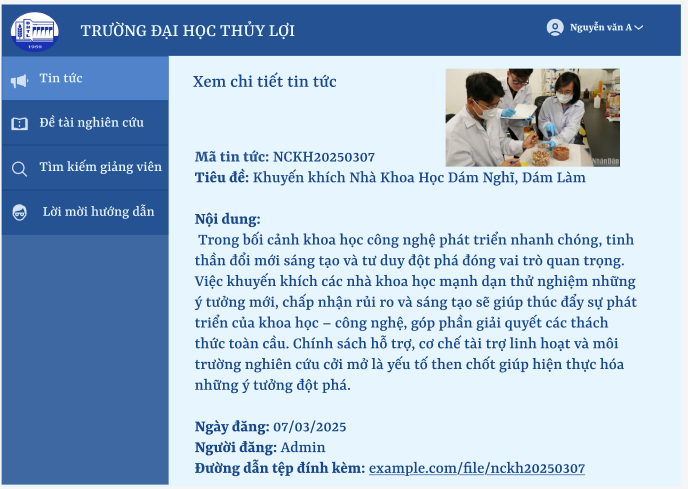 TRƯỜNG ĐẠI HỌC THỦY LỢI
Nguyễn văn A
1959
Tin tức
Đề tài nghiên cứu
Tìm kiếm giảng viên
Lời mời hướng dẫn
Xem chi tiết tin tức
NhânDân
Mã tin tức: NCKH20250307
Tiêu đề: Khuyến khích Nhà Khoa Học Dám Nghĩ, Dám Làm
Nội dung:
Trong bối cảnh khoa học công nghệ phát triển nhanh chóng, tinh
thần đổi mới sáng tạo và tư duy đột phá đóng vai trò quan trọng.
Việc khuyến khích các nhà khoa học mạnh dạn thử nghiệm những
ý tưởng mới, chấp nhận rủi ro và sáng tạo sẽ giúp thúc đẩy sự phát
triển của khoa học – công nghệ, góp phần giải quyết các thách
thức toàn cầu. Chính sách hỗ trợ, cơ chế tài trợ linh hoạt và môi
trường nghiên cứu cởi mở là yếu tố then chốt giúp hiện thực hóa
những ý tưởng đột phá.
Ngày đăng: 07/03/2025
Người đăng: Admin
Đường dẫn tệp đính kèm: example.com/file/nckh20250307